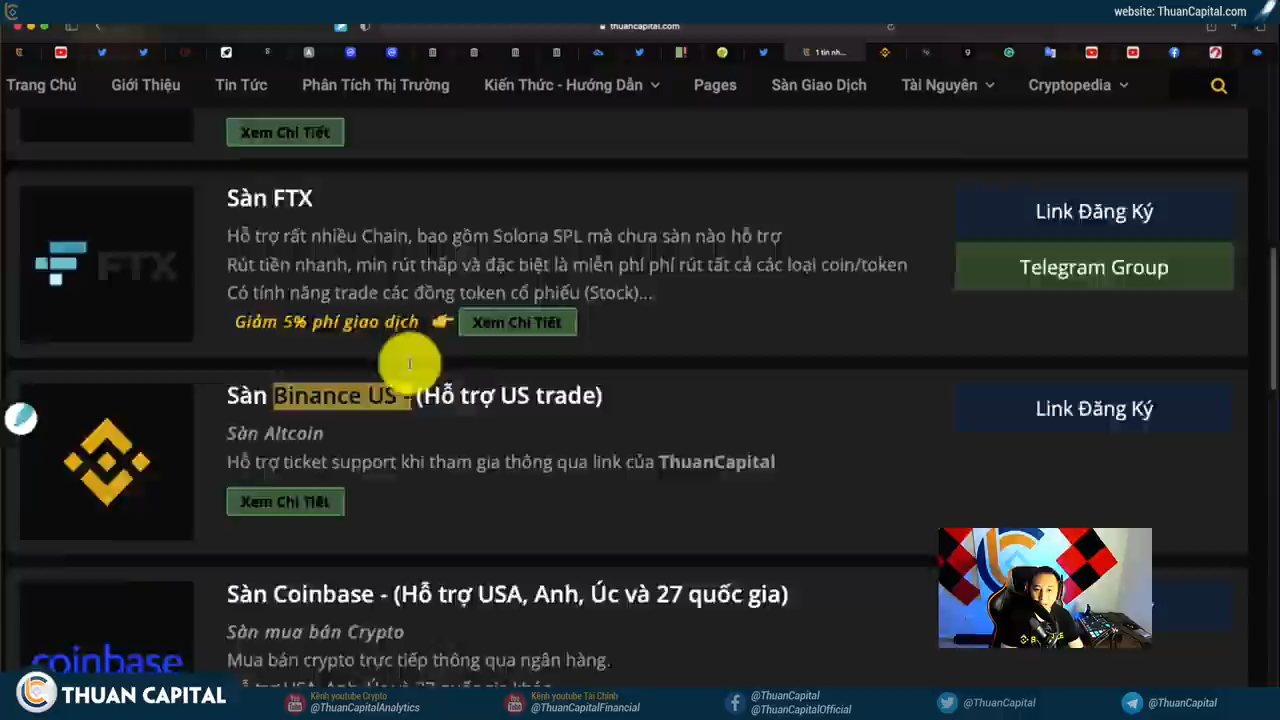 website: ThuanCapital.com
thuancapital.com
1 tin nh...
Trang Chủ Giới Thiệu Tin Tức Phân Tích Thị Trường Kiến Thức - Hướng Dẫn Pages Sàn Giao Dịch Tài Nguyên Cryptopedia
Xem Chi Tiết
Sàn FTX
Hỗ trợ rất nhiều Chain, bao gồm Solona SPL mà chưa sàn nào hỗ trợ
Rút tiền nhanh, min rút thấp và đặc biệt là miễn phí phí rút tất cả các loại coin/token
Có tính năng trade các đồng token cổ phiếu (Stock)...
Giảm 5% phí giao dịch 👉 Xem Chi Tiết
FTX
Link Đăng Ký
Telegram Group
Sàn Binance US - (Hỗ trợ US trade)
Sàn Altcoin
Hỗ trợ ticket support khi tham gia thông qua link của ThuanCapital
Xem Chi Tiết
Link Đăng Ký
Sàn Coinbase - (Hỗ trợ USA, Anh, Úc và 27 quốc gia)
Sàn mua bán Crypto
Mua bán crypto trực tiếp thông qua ngân hàng.
coinbase
THUAN CAPITAL
Kênh youtube Crypto
@ThuanCapitalAnalytics
Kênh youtube Tài Chính
@ThuanCapitalFinancial
@ThuanCapital
@ThuanCapitalOfficial
@ThuanCapital
@ThuanCapital